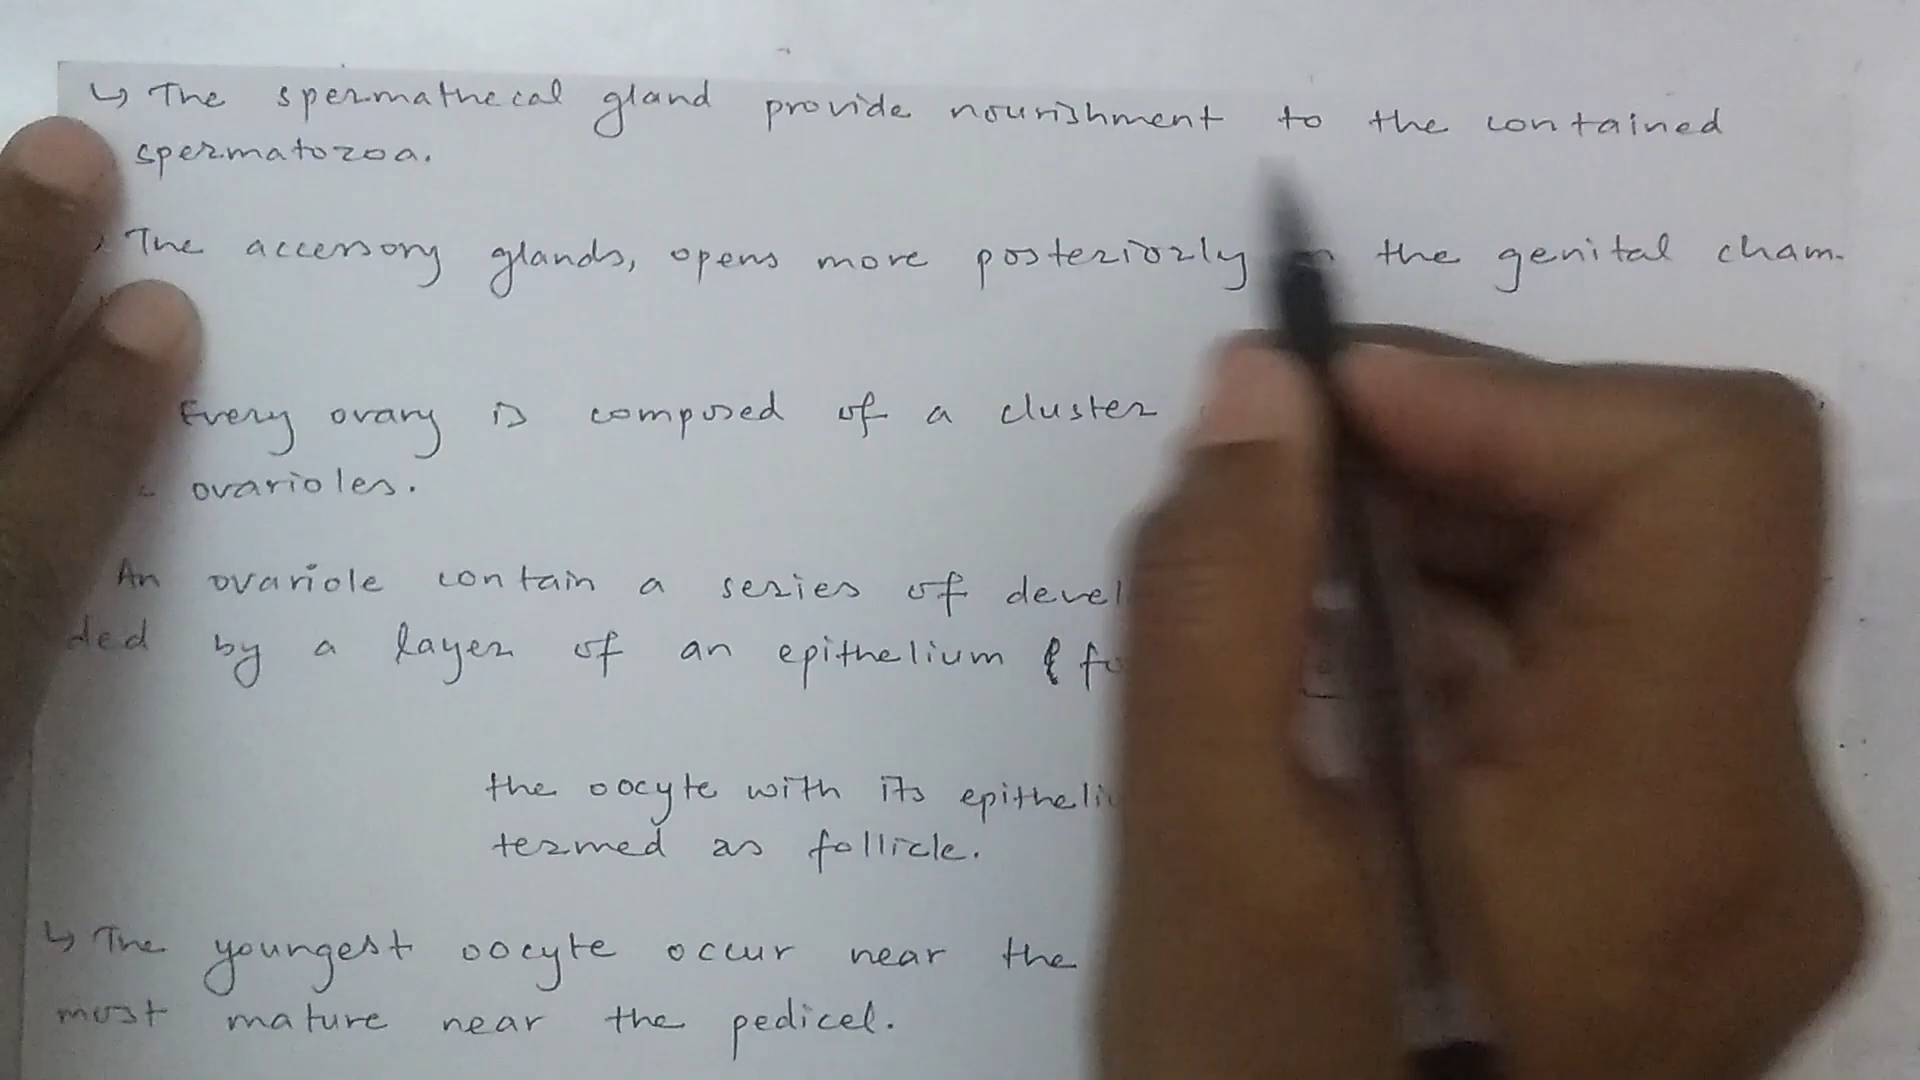 ↳ The spermathecal gland provide nourishment to the contained
spermatozoa.
The accessory glands, opens more posteriorly the genital cham-
Every ovary is composed of a cluster
ovarioles.
An ovariole contain a series of devel
ded by a layer of an epithelium & fo
the oocyte with its epitheli
termed as follicle.
↳ The youngest oocyte occur near the
most mature near the pedicel.